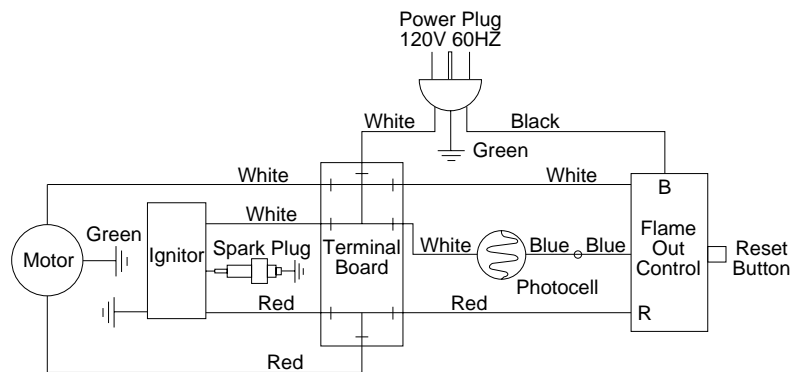 Power Plug
120V 60HZ
White
Black
Green
White
White
B
White
Green
Ignitor
Spark Plug
Terminal
Board
White
Blue
Blue
Flame
Out
Control
Reset
Button
Motor
Photocell
Red
Red
R
Red